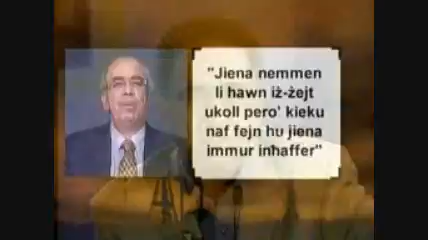 "Jiena nemmen
li hawn iż-żejt
ukoll pero' kieku
naf fejn hu jiena
immur inħaffer"